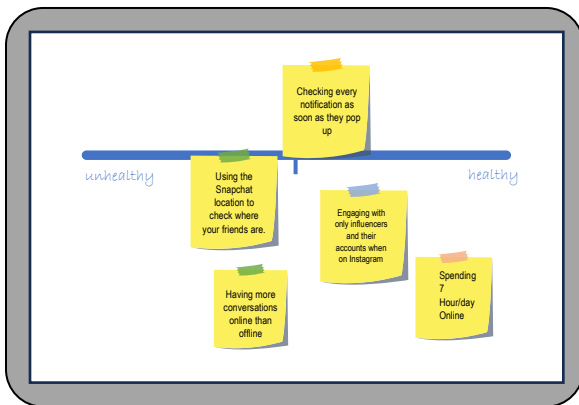 Checking every
notification as
soon as they pop
up
unhealthy
healthy
Using the
Snapchat
location to
check where
your friends are.
Engaging with
only influencers
and their
accounts when
on Instagram
Having more
conversations
online than
offline
Spending
7
Hour/day
Online